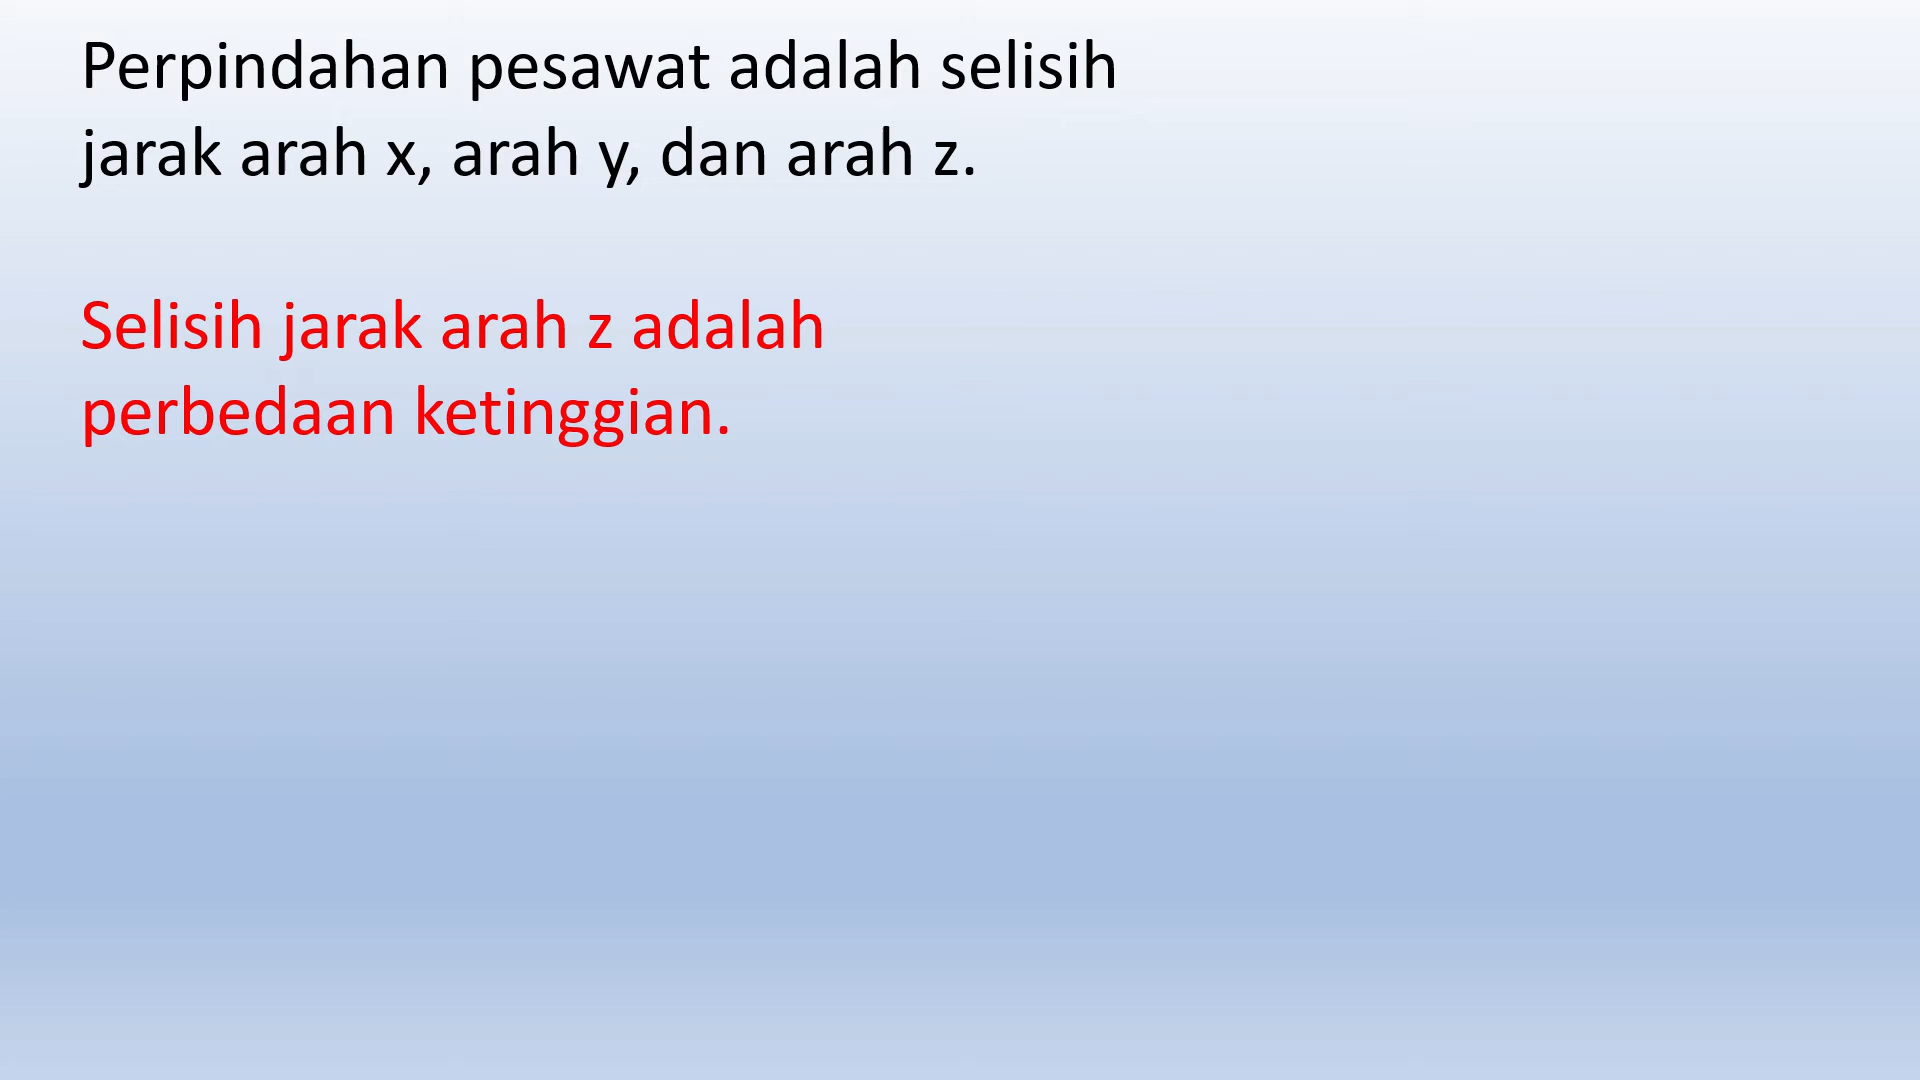 Perpindahan pesawat adalah selisih
jarak arah x, arah y, dan arah z.
Selisih jarak arah z adalah
perbedaan ketinggian.